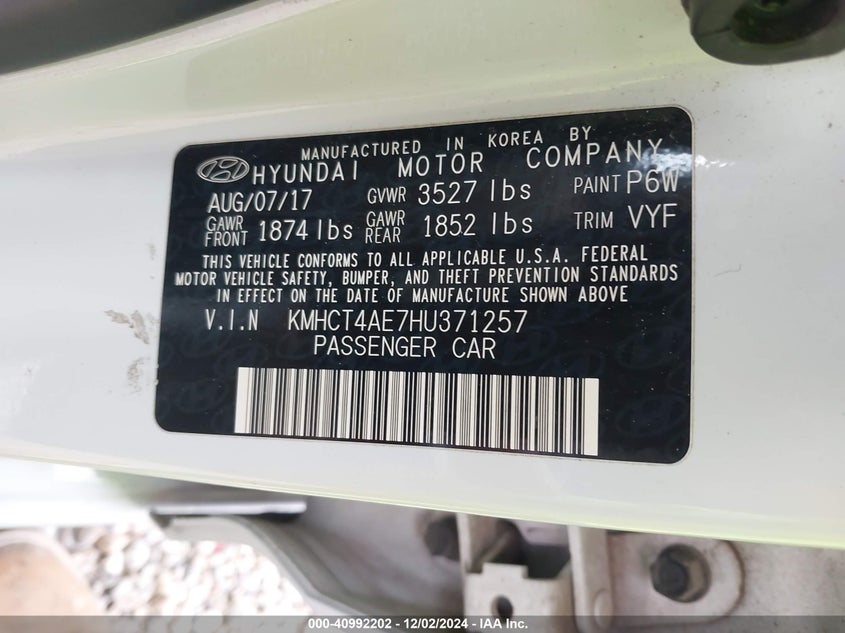 MANUFACTURED IN KOREA BY
HYUNDAI MOTOR COMPANY
AUG/07/17 GVWR 3527 lbs PAINT P6W
GAWR FRONT 1874 lbs GAWR REAR 1852 lbs TRIM VYF
THIS VEHICLE CONFORMS TO ALL APPLICABLE U.S.A. FEDERAL
MOTOR VEHICLE SAFETY, BUMPER, AND THEFT PREVENTION STANDARDS
IN EFFECT ON THE DATE OF MANUFACTURE SHOWN ABOVE
V.I.N KMHCT4AE7HU371257
PASSENGER CAR
000-40992202 - 12/02/2024 - IAA Inc.